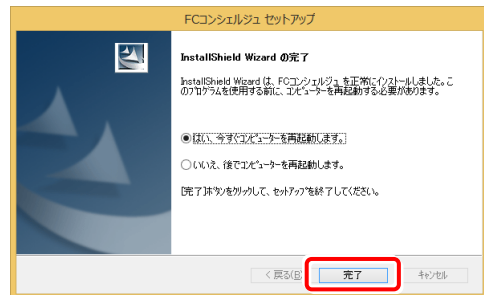 FCコンシェルジュ セットアップ
InstallShield Wizard の完了
InstallShield Wizard は、FCコンシェルジュ を正常にインストールしました。こ
のプログラムを使用する前に、コンピューターを再起動する必要があります。
はい、今すぐコンピューターを再起動します。
いいえ、後でコンピューターを再起動します。
[完了]ボタンをクリックして、セットアップを終了してください。
< 戻る(B) 完了 キャンセル